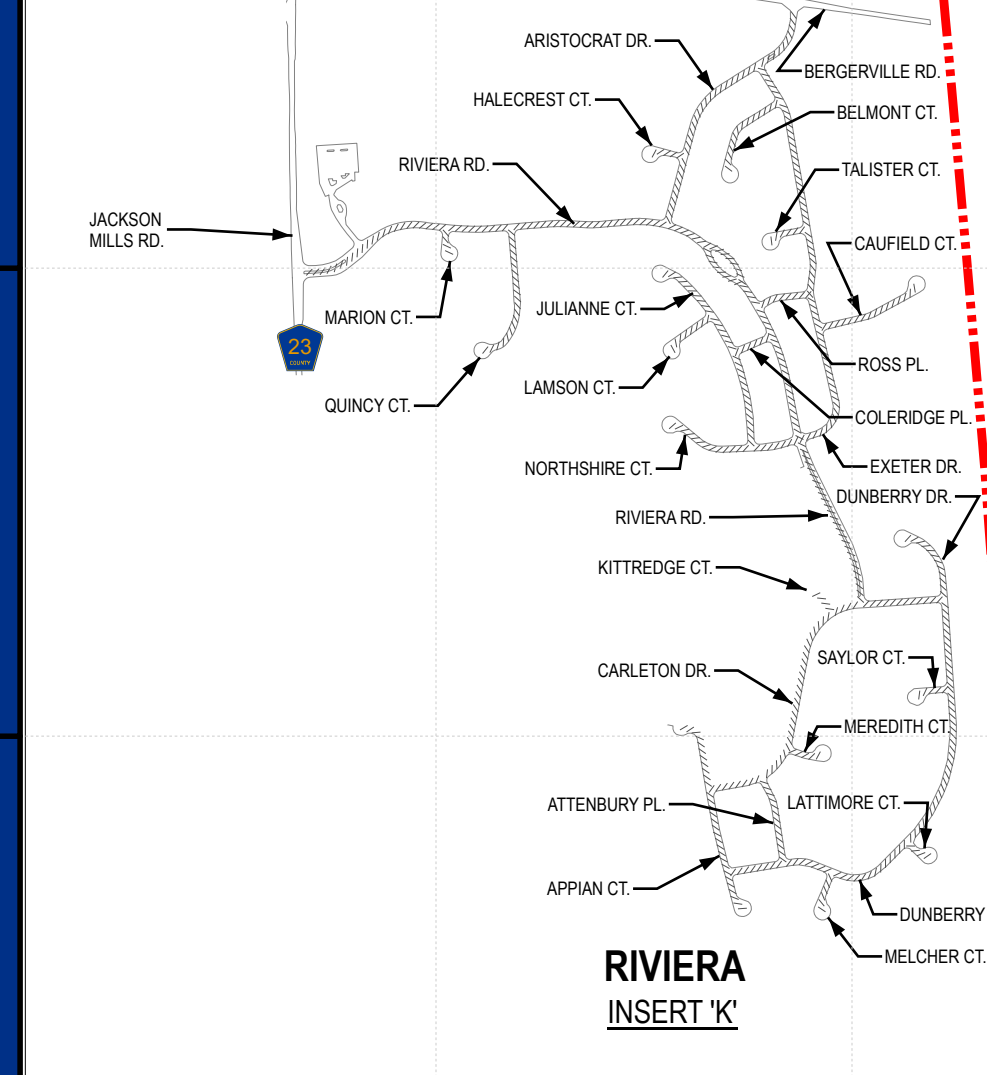 ARISTOCRAT DR.
BERGERVILLE RD.
HALECREST CT.
BELMONT CT.
RIVIERA RD.
TALISTER CT.
JACKSON
MILLS RD.
CAUFIELD CT.
MARION CT.
JULIANNE CT.
23
COUNTY
ROSS PL.
LAMSON CT.
QUINCY CT.
COLERIDGE PL.
NORTHSHIRE CT.
EXETER DR.
DUNBERRY DR.
RIVIERA RD.
KITTREDGE CT.
SAYLOR CT.
CARLETON DR.
MEREDITH CT.
ATTENBURY PL.
LATTIMORE CT.
APPIAN CT.
DUNBERRY
MELCHER CT.
RIVIERA
INSERT 'K'